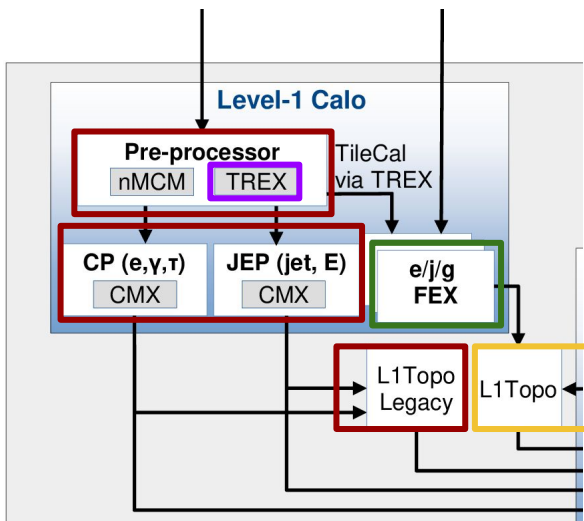 Level-1 Calo
Pre-processor
nMCM
TREX
TileCal
via TREX
CP (e,γ,τ)
CMX
JEP (jet, E)
CMX
e/j/g
FEX
L1Topo
Legacy
L1Topo